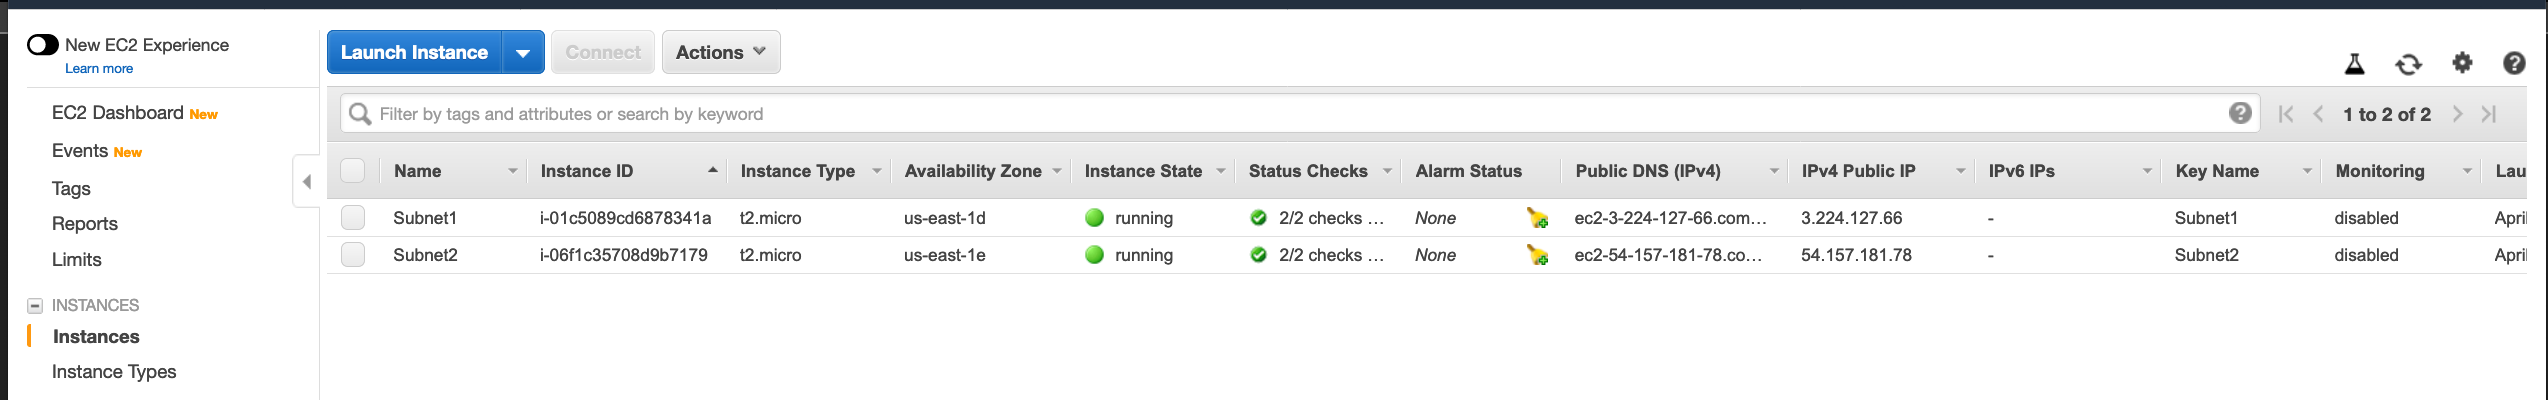 New EC2 Experience
Learn more
EC2 Dashboard New
Events New
Tags
Reports
Limits
INSTANCES
Instances
Instance Types
Launch Instance Connect Actions
Filter by tags and attributes or search by keyword 1 to 2 of 2
Name Instance ID Instance Type Availability Zone Instance State Status Checks Alarm Status Public DNS (IPv4) IPv4 Public IP IPv6 IPs Key Name Monitoring Lau
Subnet1 i-01c5089cd6878341a t2.micro us-east-1d running 2/2 checks ... None ec2-3-224-127-66.com... 3.224.127.66 - Subnet1 disabled April
Subnet2 i-06f1c35708d9b7179 t2.micro us-east-1e running 2/2 checks ... None ec2-54-157-181-78.co... 54.157.181.78 - Subnet2 disabled April